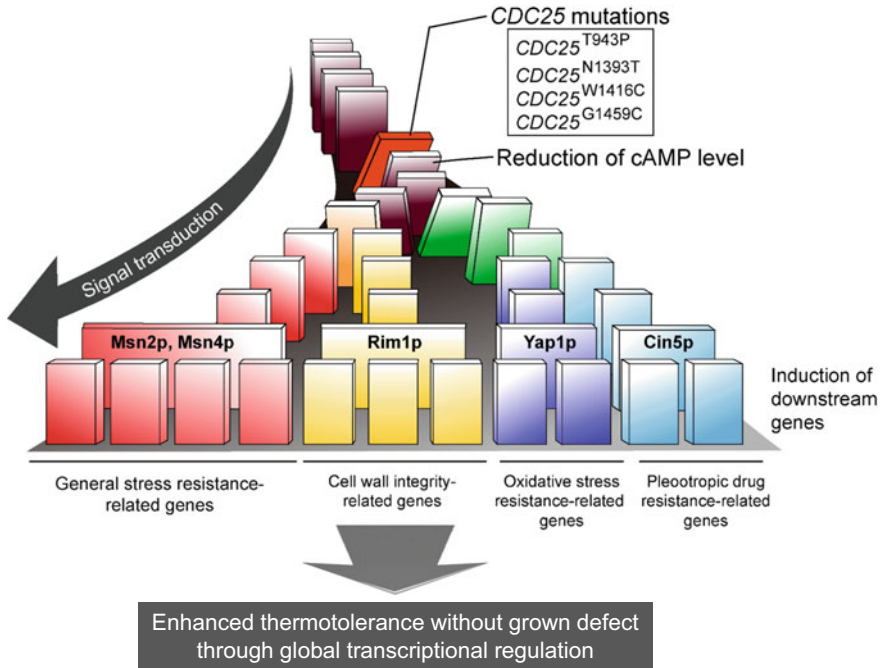 CDC25 mutations
CDC25T943P
CDC25N1393T
CDC25W1416C
CDC25G1459C
Reduction of cAMP level
Signal transduction
Msn2p, Msn4p
Rim1p
Yap1p
Cin5p
Induction of
downstream
genes
General stress resistance-
related genes
Cell wall integrity-
related genes
Oxidative stress
resistance-related
genes
Pleootropic drug
resistance-related
genes
Enhanced thermotolerance without grown defect
through global transcriptional regulation